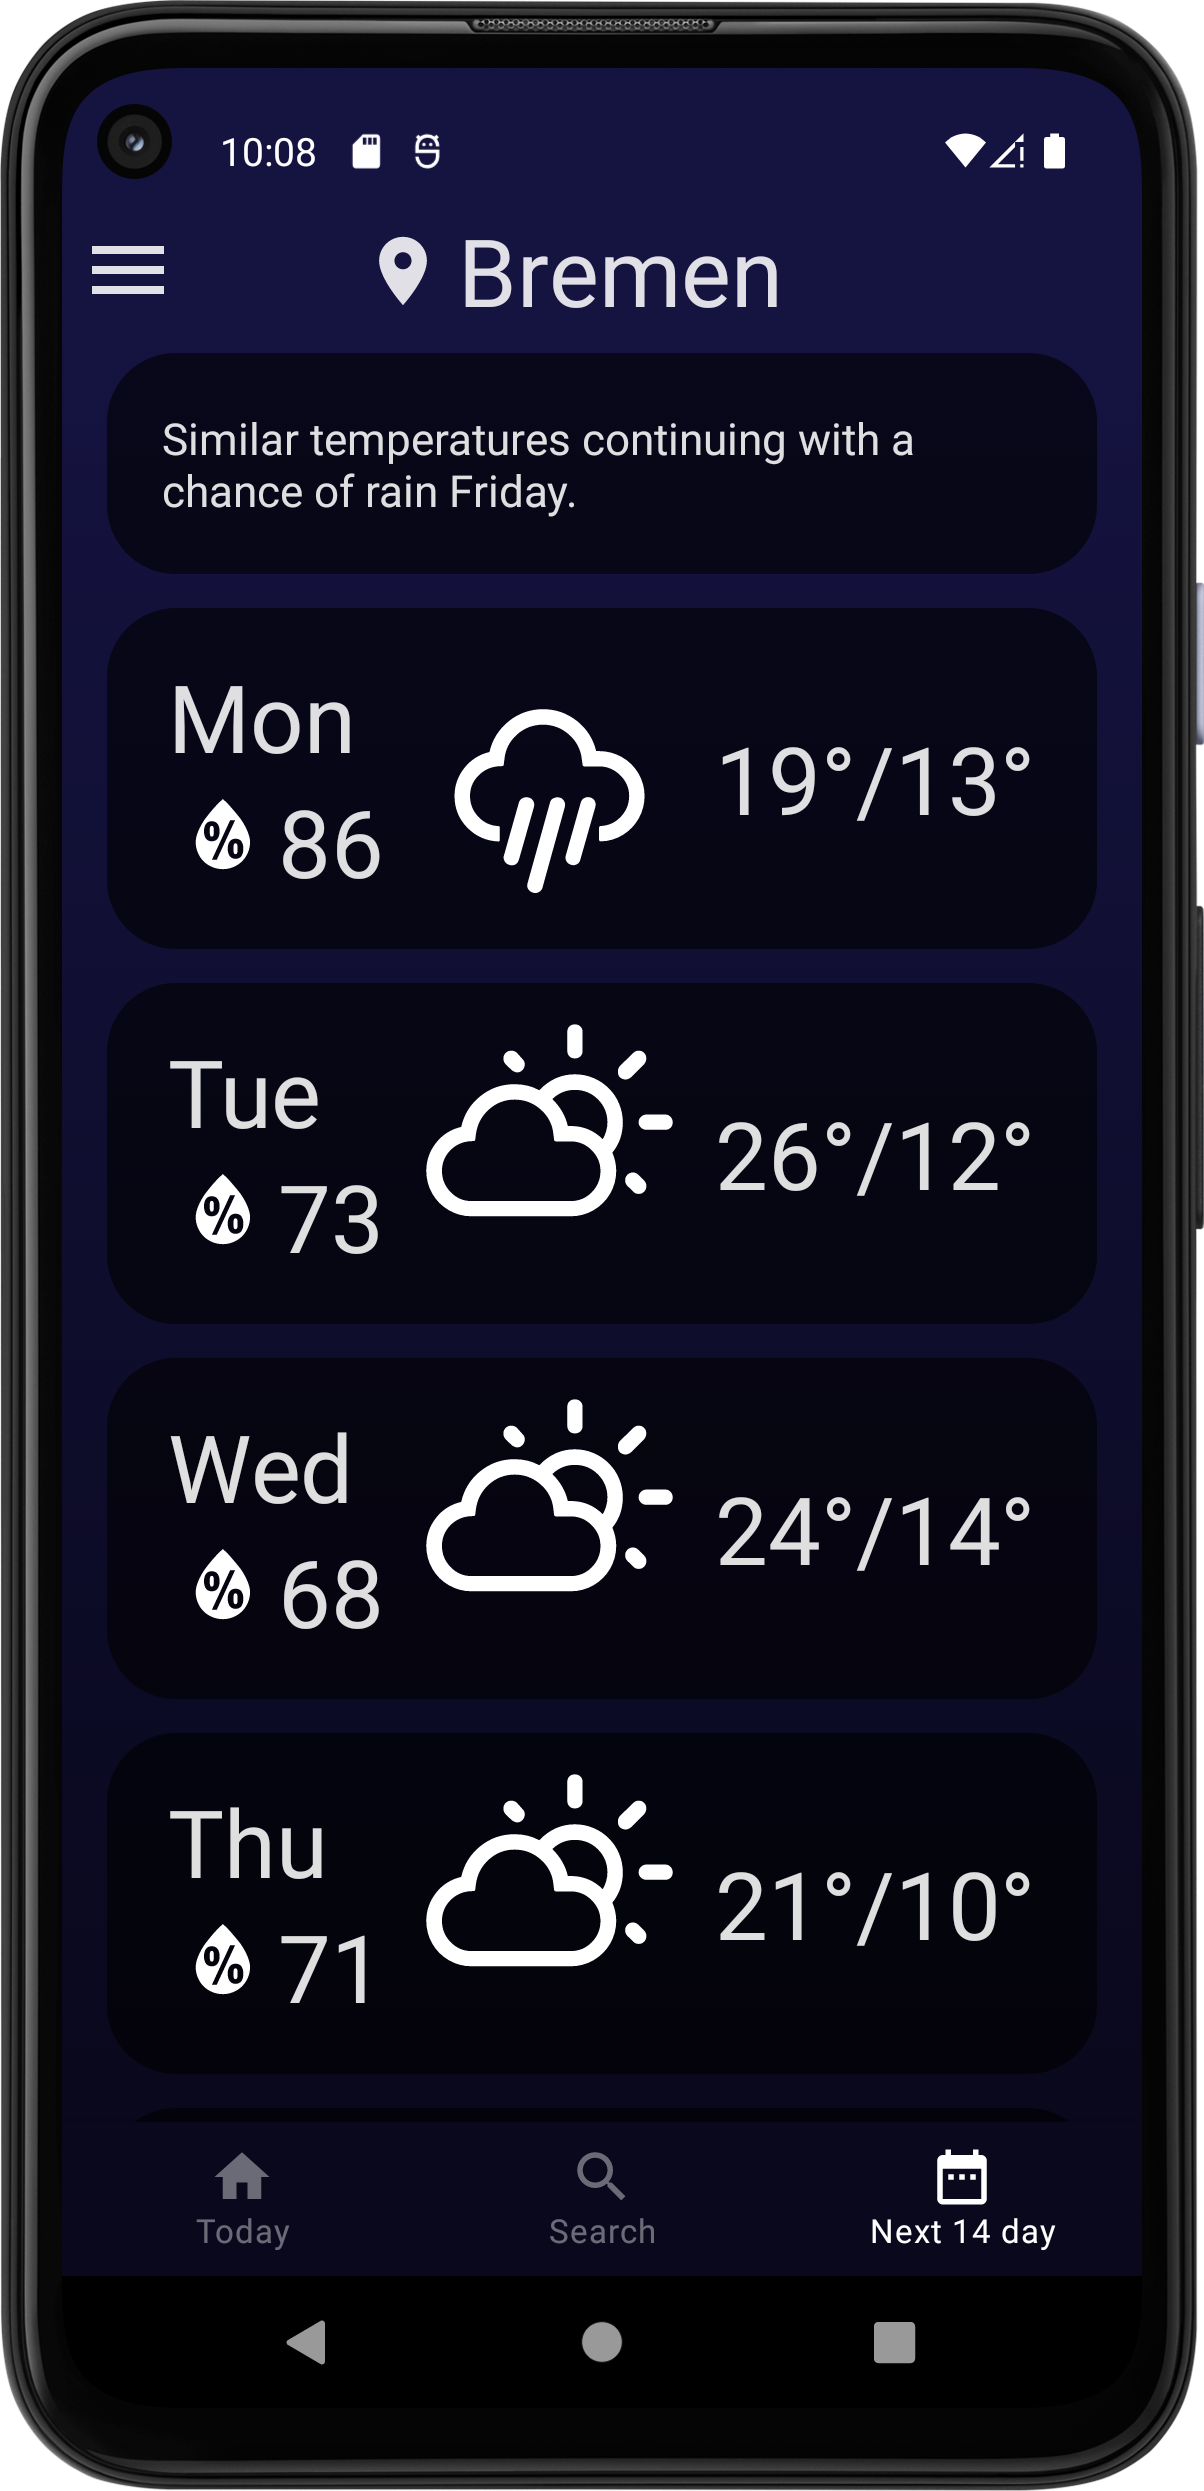 10:08
Bremen
Similar temperatures continuing with a
chance of rain Friday.
Mon
% 86
19°/13°
Tue
% 73
26°/12°
Wed
% 68
24°/14°
Thu
% 71
21°/10°
Today
Search
Next 14 day